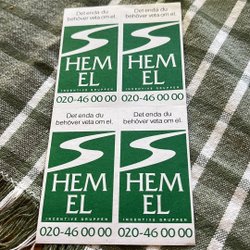 Det enda du
behöver veta om el.
HEM
EL
INCENTIVE GRUPPEN
020-46 00 00
Det enda du
behöver veta om el.
HEM
EL
INCENTIVE GRUPPEN
020-46 00 00
Det enda du
behöver veta om el.
HEM
EL
INCENTIVE GRUPPEN
020-46 00 00
Det enda du
behöver veta om el.
HEM
EL
INCENTIVE GRUPPEN
020-46 00 00